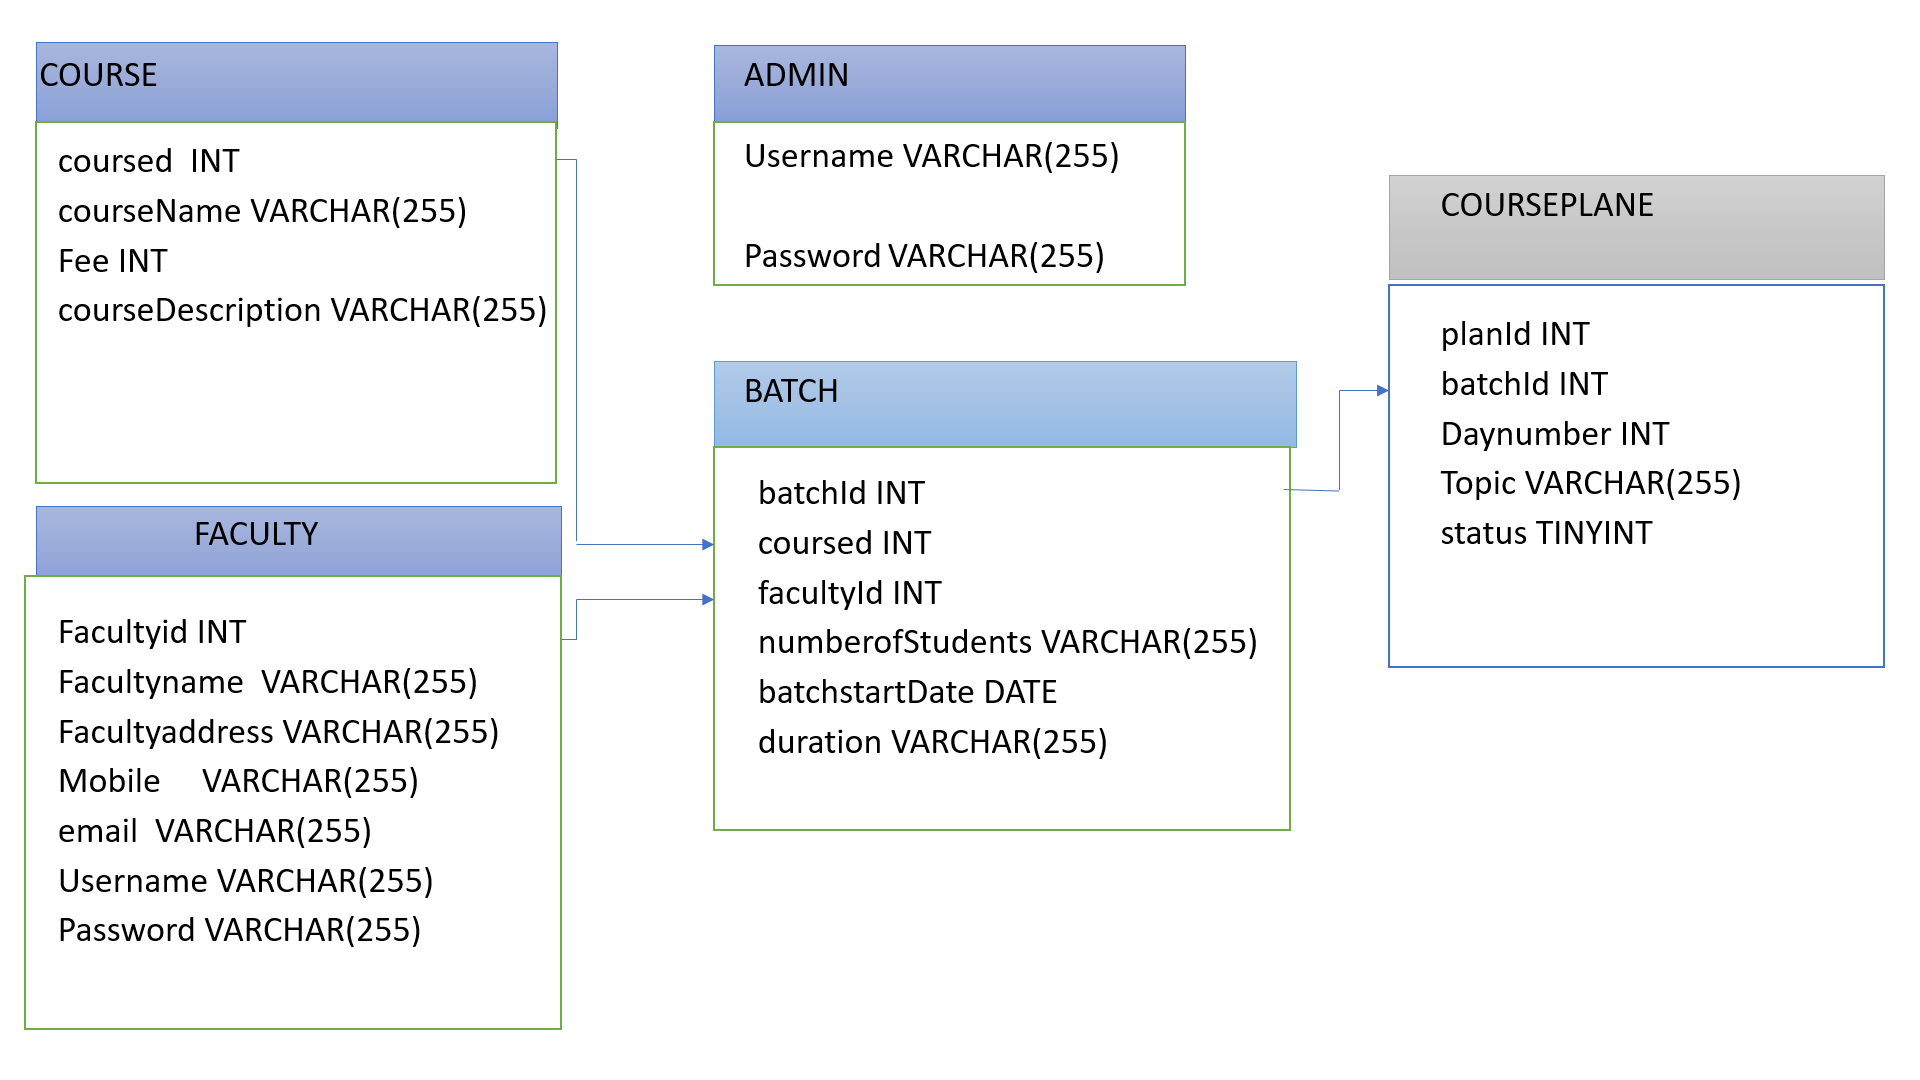 COURSE
coursed  INT
courseName VARCHAR(255)
Fee INT
courseDescription VARCHAR(255)
FACULTY
Facultyid INT
Facultyname  VARCHAR(255)
Facultyaddress VARCHAR(255)
Mobile     VARCHAR(255)
email  VARCHAR(255)
Username VARCHAR(255)
Password VARCHAR(255)
ADMIN
Username VARCHAR(255)
Password VARCHAR(255)
BATCH
batchId INT
coursed INT
facultyId INT
numberofStudents VARCHAR(255)
batchstartDate DATE
duration VARCHAR(255)
COURSEPLANE
planId INT
batchId INT
Daynumber INT
Topic VARCHAR(255)
status TINYINT